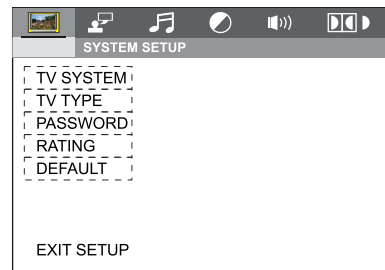 SYSTEM SETUP
TV SYSTEM
TV TYPE
PASSWORD
RATING
DEFAULT
EXIT SETUP